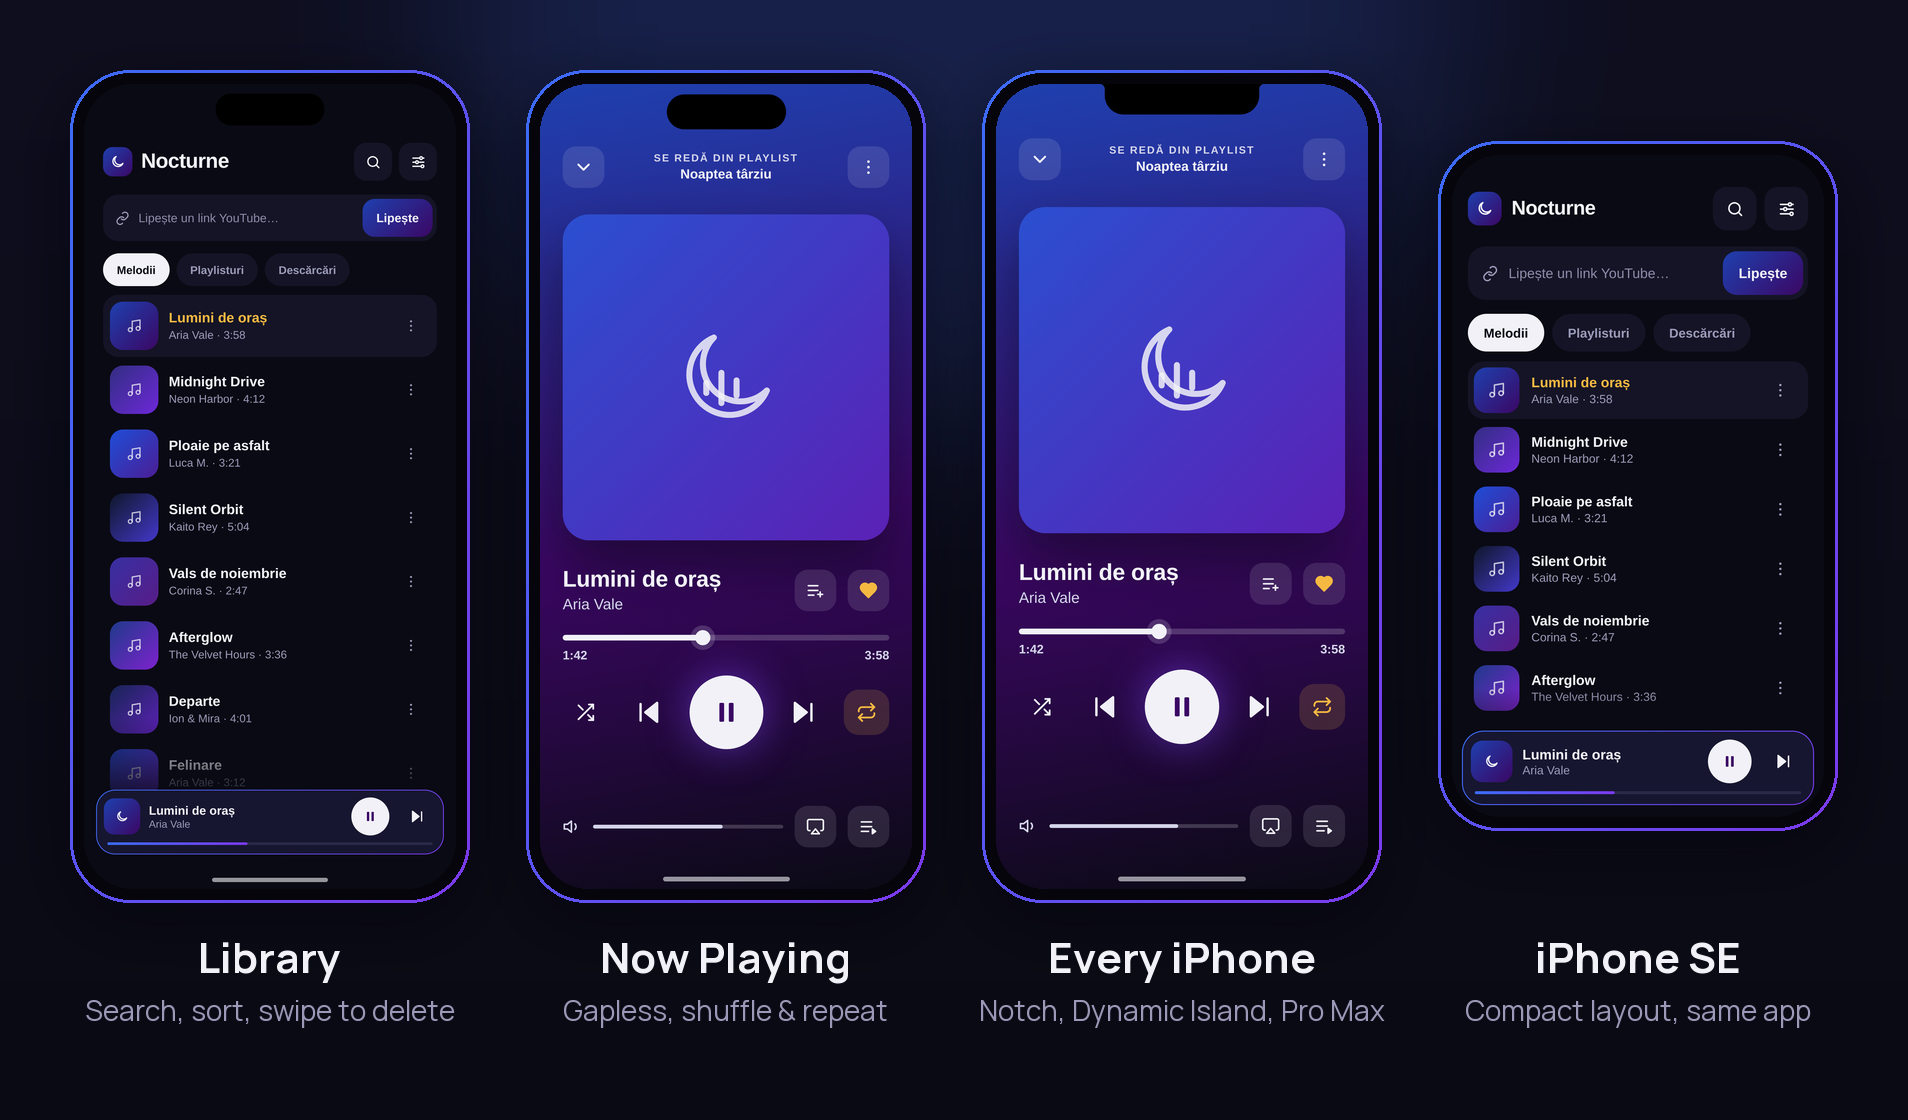 Nocturne
Lipește un link YouTube…
Lipește
Melodii
Playlisturi
Descărcări
Lumini de oraș
Aria Vale · 3:58
Midnight Drive
Neon Harbor · 4:12
Ploaie pe asfalt
Luca M. · 3:21
Silent Orbit
Kaito Rey · 5:04
Vals de noiembrie
Corina S. · 2:47
Afterglow
The Velvet Hours · 3:36
Departe
Ion & Mira · 4:01
Felinare
Aria Vale · 3:12
Lumini de oraș
Aria Vale
Library
Search, sort, swipe to delete
SE REDĂ DIN PLAYLIST
Noaptea târziu
Lumini de oraș
Aria Vale
1:42
3:58
Now Playing
Gapless, shuffle & repeat
SE REDĂ DIN PLAYLIST
Noaptea târziu
Lumini de oraș
Aria Vale
1:42
3:58
Every iPhone
Notch, Dynamic Island, Pro Max
Nocturne
Lipește un link YouTube…
Lipește
Melodii
Playlisturi
Descărcări
Lumini de oraș
Aria Vale · 3:58
Midnight Drive
Neon Harbor · 4:12
Ploaie pe asfalt
Luca M. · 3:21
Silent Orbit
Kaito Rey · 5:04
Vals de noiembrie
Corina S. · 2:47
Afterglow
The Velvet Hours · 3:36
Lumini de oraș
Aria Vale
iPhone SE
Compact layout, same app